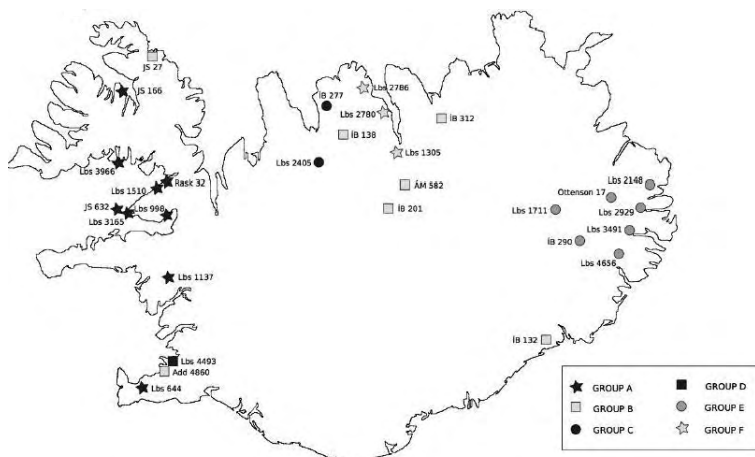 JS 27
JS 166
Lbs 2786
ÍB 277
Lbs 2780
ÍB 312
ÍB 138
Lbs 1305
Lbs 3966
Lbs 2405
Rask 32
Lbs 1510
ÁM 582
Lbs 2148
Ottenson 17
JS 632
Lbs 998
Lbs 3165
ÍB 201
Lbs 1711
Lbs 2929
Lbs 3491
ÍB 290
Lbs 4656
Lbs 1137
ÍB 132
Lbs 4493
Add 4860
Lbs 644
GROUP A
GROUP D
GROUP B
GROUP E
GROUP C
GROUP F